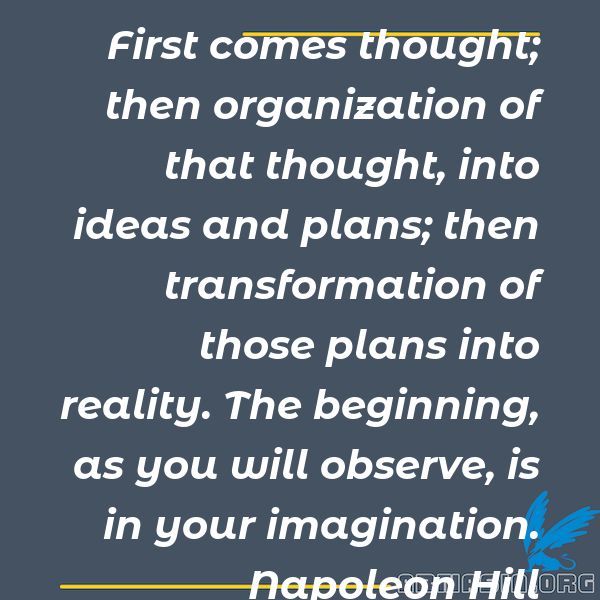 First comes thought;
then organization of
that thought, into
ideas and plans; then
transformation of
those plans into
reality. The beginning,
as you will observe, is
in your imagination.
Napoleon Hill